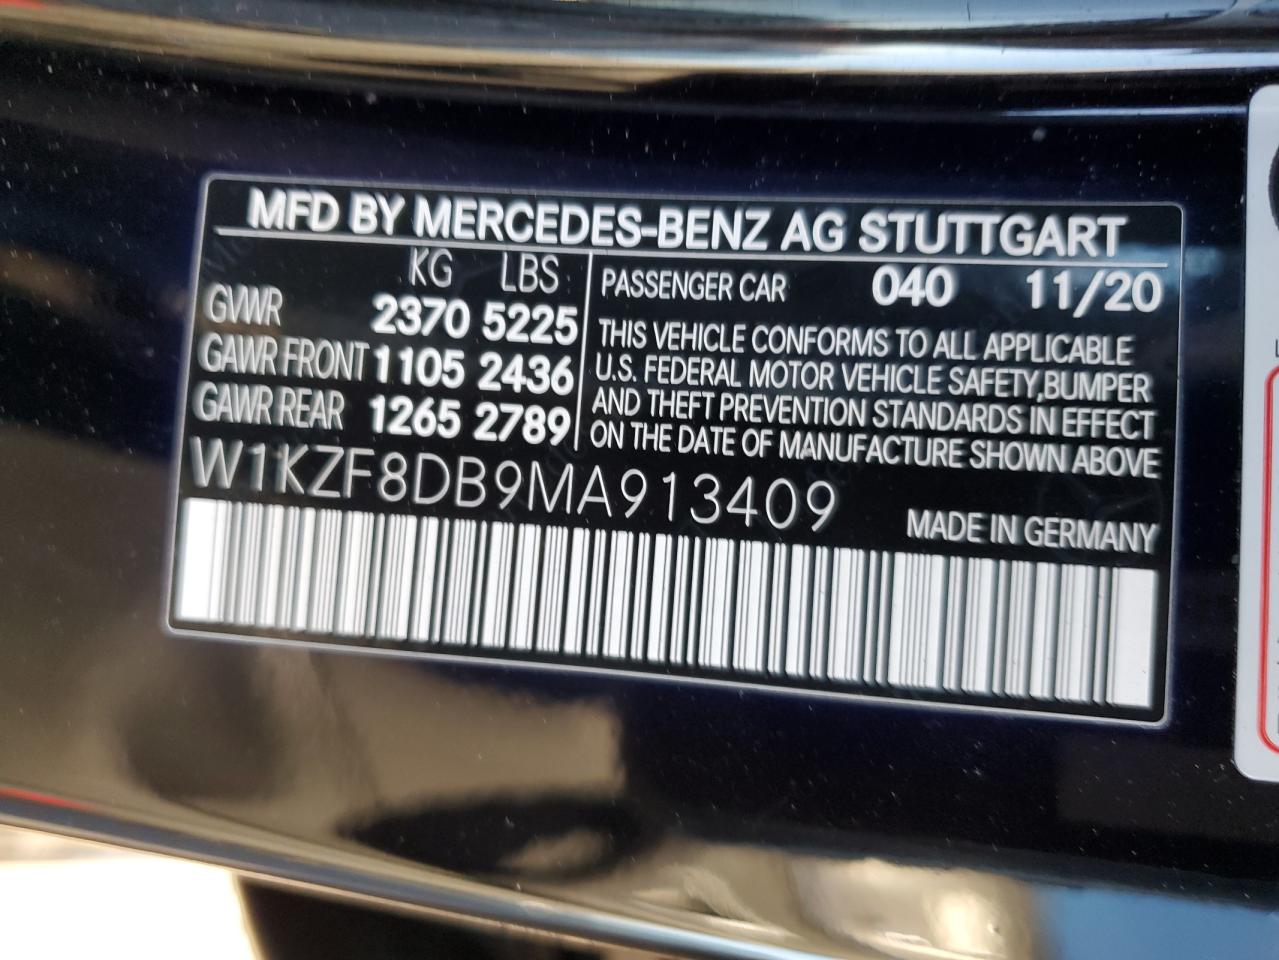 MFD BY MERCEDES-BENZ AG STUTTGART
KG LBS
GVWR 2370 5225
GAWR FRONT 1105 2436
GAWR REAR 1265 2789
PASSENGER CAR 040 11/20
THIS VEHICLE CONFORMS TO ALL APPLICABLE
U.S. FEDERAL MOTOR VEHICLE SAFETY,BUMPER
AND THEFT PREVENTION STANDARDS IN EFFECT
ON THE DATE OF MANUFACTURE SHOWN ABOVE
W1KZF8DB9MA913409
MADE IN GERMANY